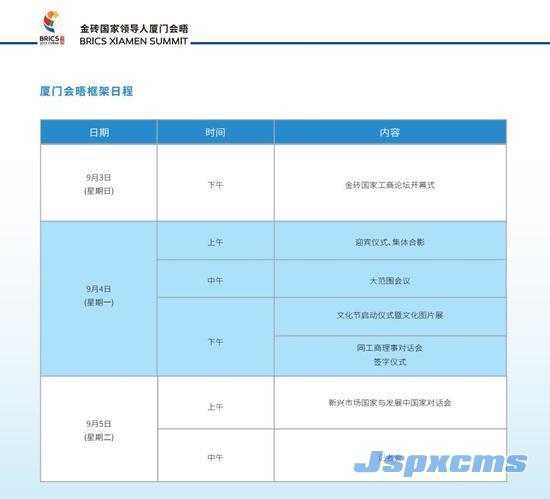 BRICS
2017 CHINA
金砖国家领导人厦门会晤
BRICS XIAMEN SUMMIT
厦门会晤框架日程
日期 时间 内容
9月3日
(星期日)
下午
金砖国家工商论坛开幕式
9月4日
(星期一)
上午
迎宾仪式、集体合影
中午
大范围会议
下午
文化节启动仪式暨文化图片展
同工商理事对话会
签字仪式
9月5日
(星期二)
上午
新兴市场国家与发展中国家对话会
中午
记者会
Jspxcms